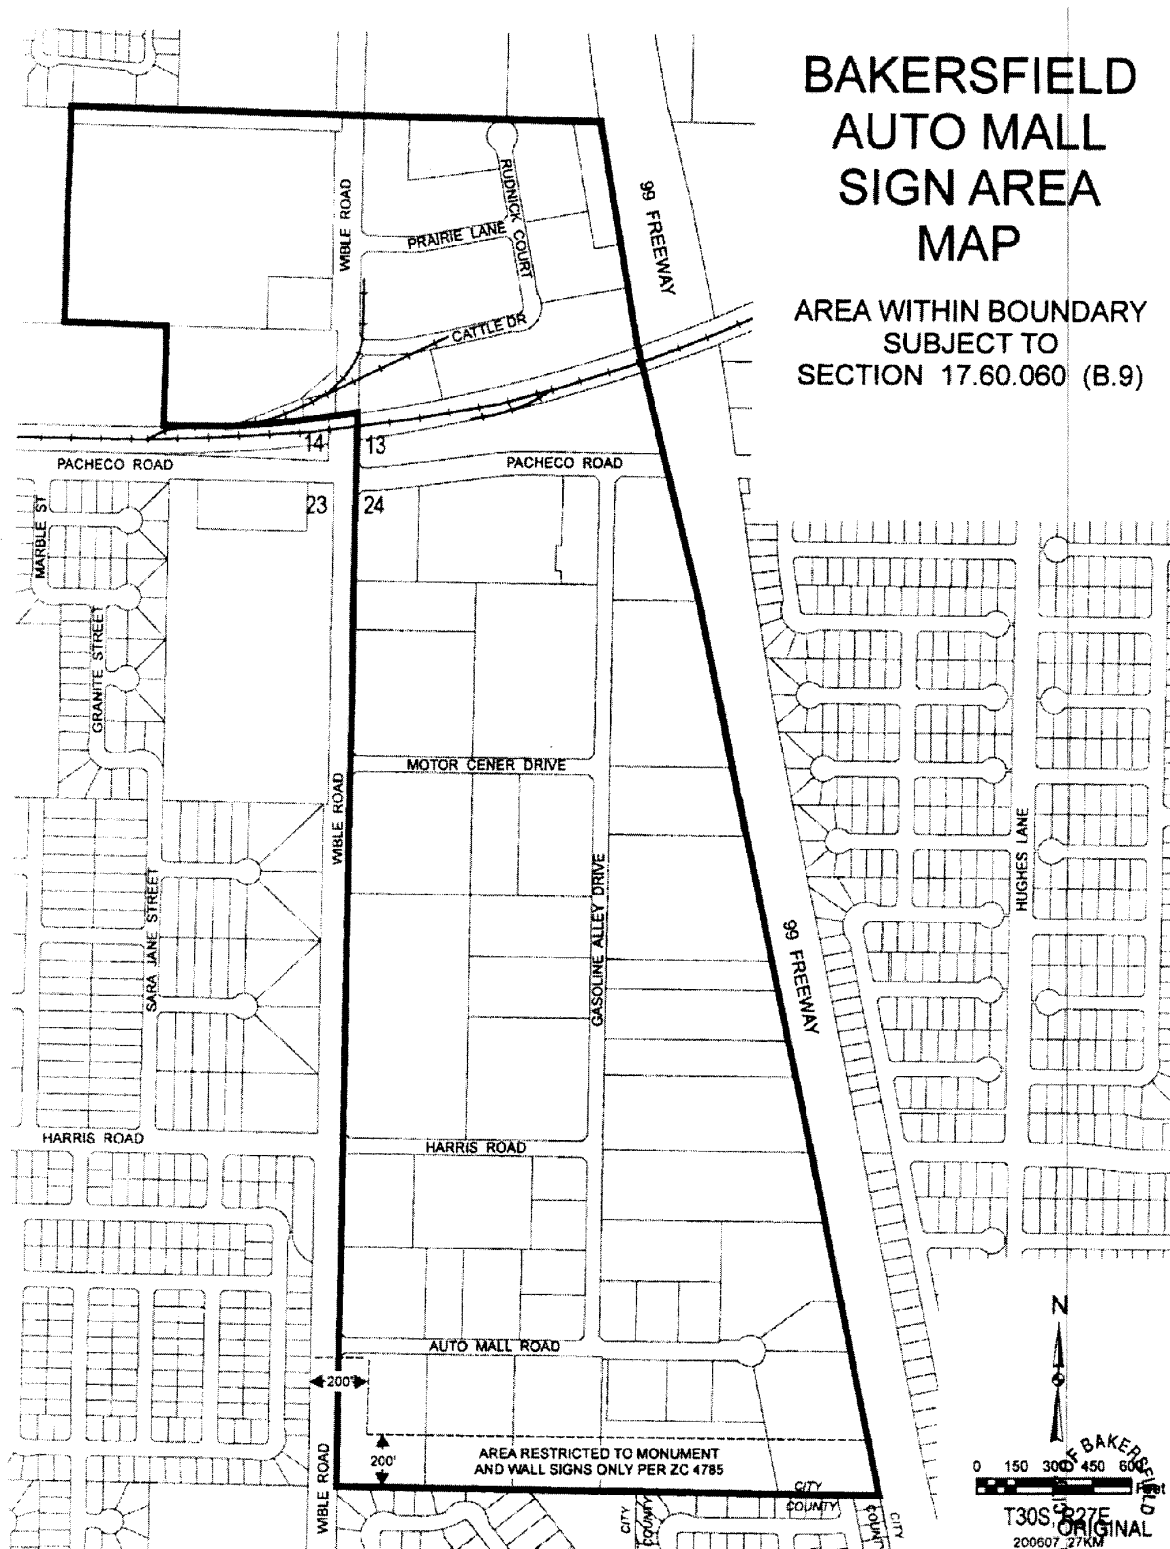 BAKERSFIELD
AUTO MALL
SIGN AREA
MAP
AREA WITHIN BOUNDARY
SUBJECT TO
SECTION 17.60.060 (B.9)
WIBLE ROAD
RUDNICK COURT
PRAIRIE LANE
CATTLE DR
99 FREEWAY
14
13
PACHECO ROAD
PACHECO ROAD
23
24
MARBLE ST
GRANITE STREET
MOTOR CENER DRIVE
WIBLE ROAD
SARA JANE STREET
GASOLINE ALLEY DRIVE
99 FREEWAY
HUGHES LANE
HARRIS ROAD
HARRIS ROAD
AUTO MALL ROAD
200'
200'
AREA RESTRICTED TO MONUMENT
AND WALL SIGNS ONLY PER ZC 4785
WIBLE ROAD
CITY
COUNTY
CITY
COUNTY
CITY
N
0 150 300 450 600
Feet
T30S, R27E
OF BAKERSFIELD
ORIGINAL